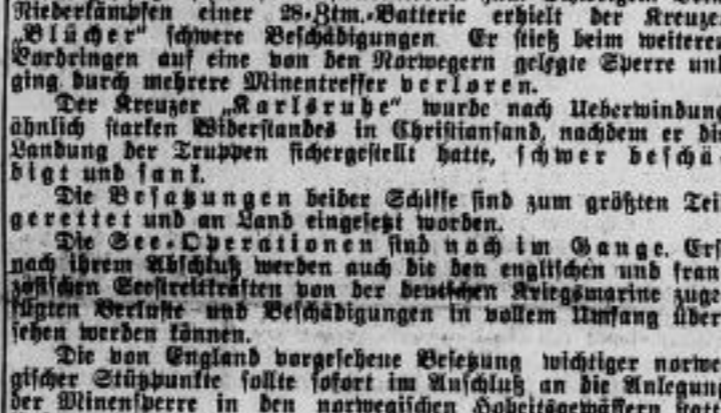 Niederkämpfen einer 28-Ztm.-Batterie erhielt der Kreuze
„Blücher" schwere Beschädigungen. Er stieß beim weiteren
Vordringen auf eine von den Norwegern gelegte Sperre und
ging durch mehrere Minentreffer verloren.
Der Kreuzer „Karlsruhe" wurde nach Ueberwindung
ähnlich starken Widerstandes in Christiansand, nachdem er di
Landung der Truppen sichergestellt hatte, schwer beschä-
digt und sank.
Die Besatzungen beider Schiffe sind zum größten Teil
gerettet und an Land eingesetzt worden.
Die See-Operationen sind noch im Gange. Ers
nach ihrem Abschluß werden auch die den englischen und fran-
zösischen Seestreitkräften von der deutschen Kriegsmarine zuge-
fügten Verluste und Beschädigungen in vollem Umfang über-
sehen werden können.
Die von England vorgesehene Besetzung wichtiger norwe-
gischer Stützpunkte sollte sofort im Anschluß an die Anlegung
der Minensperre in den norwegischen Hoheitsgewässern